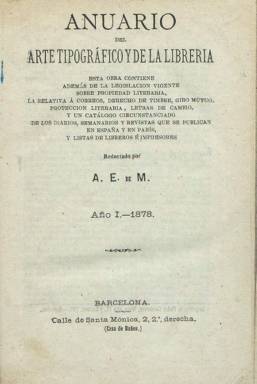 ANUARIO
DEL
ARTE TIPOGRÁFICO Y DE LA LIBRERIA
ESTA OBRA CONTIENE
ADEMÁS DE LA LEGISLACION VIGENTE
SOBRE PROPIEDAD LITERARIA,
LA RELATIVA Á CORREOS, DERECHO DE TIMBRE, GIRO MÚTUO,
PROTECCION LITERARIA, LETRAS DE CAMBIO,
Y UN CATÁLOGO CIRCUNSTANCIADO
DE LOS DIARIOS, SEMANARIOS Y REVISTAS QUE SE PUBLICAN
EN ESPAÑA Y EN PARÍS,
Y LISTAS DE LIBREROS É IMPRESORES
Redactado por
A. E. DE M.
Año I.—1878.
BARCELONA.
Calle de Santa Mónica, 2, 2.º, derecha.
(Casa de Baños.)